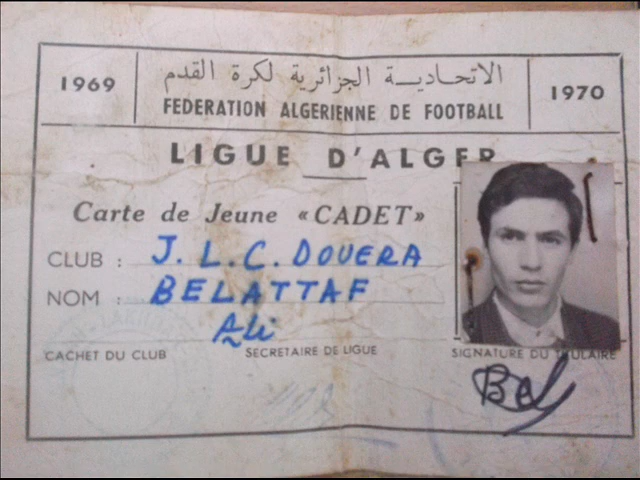 1969
الاتحادية الجزائرية لكرة القدم
FEDERATION ALGERIENNE DE FOOTBALL
1970
LIGUE D'ALGER
Carte de Jeune «CADET»
CLUB : J.L.C. DOUERA
NOM : BELATTAF
Ali
CACHET DU CLUB
SECRETAIRE DE LIGUE
SIGNATURE DU TITULAIRE
Bel